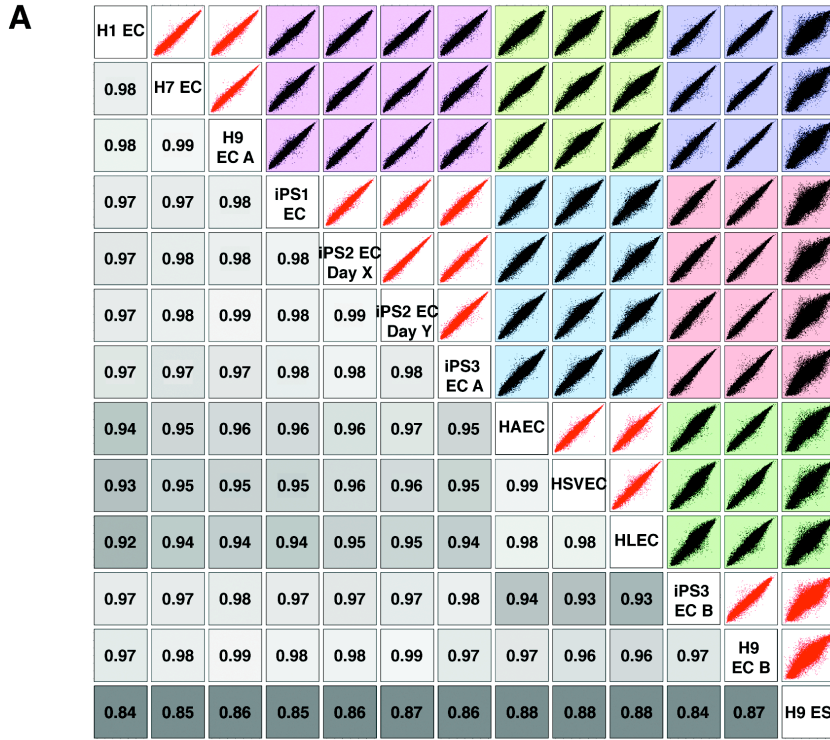 A
H1 EC
0.98 H7 EC
0.98 0.99 H9
EC A
0.97 0.97 0.98 iPS1
EC
0.97 0.98 0.98 0.98 iPS2 EC
Day X
0.97 0.98 0.99 0.98 0.99 iPS2 EC
Day Y
0.97 0.97 0.97 0.98 0.98 0.98 iPS3
EC A
0.94 0.95 0.96 0.96 0.96 0.97 0.95 HAEC
0.93 0.95 0.95 0.95 0.96 0.96 0.95 0.99 HSVEC
0.92 0.94 0.94 0.94 0.95 0.95 0.94 0.98 0.98 HLEC
0.97 0.97 0.98 0.97 0.97 0.97 0.98 0.94 0.93 0.93 iPS3
EC B
0.97 0.98 0.99 0.98 0.98 0.99 0.97 0.97 0.96 0.96 0.97 H9
EC B
0.84 0.85 0.86 0.85 0.86 0.87 0.86 0.88 0.88 0.88 0.84 0.87 H9 ES